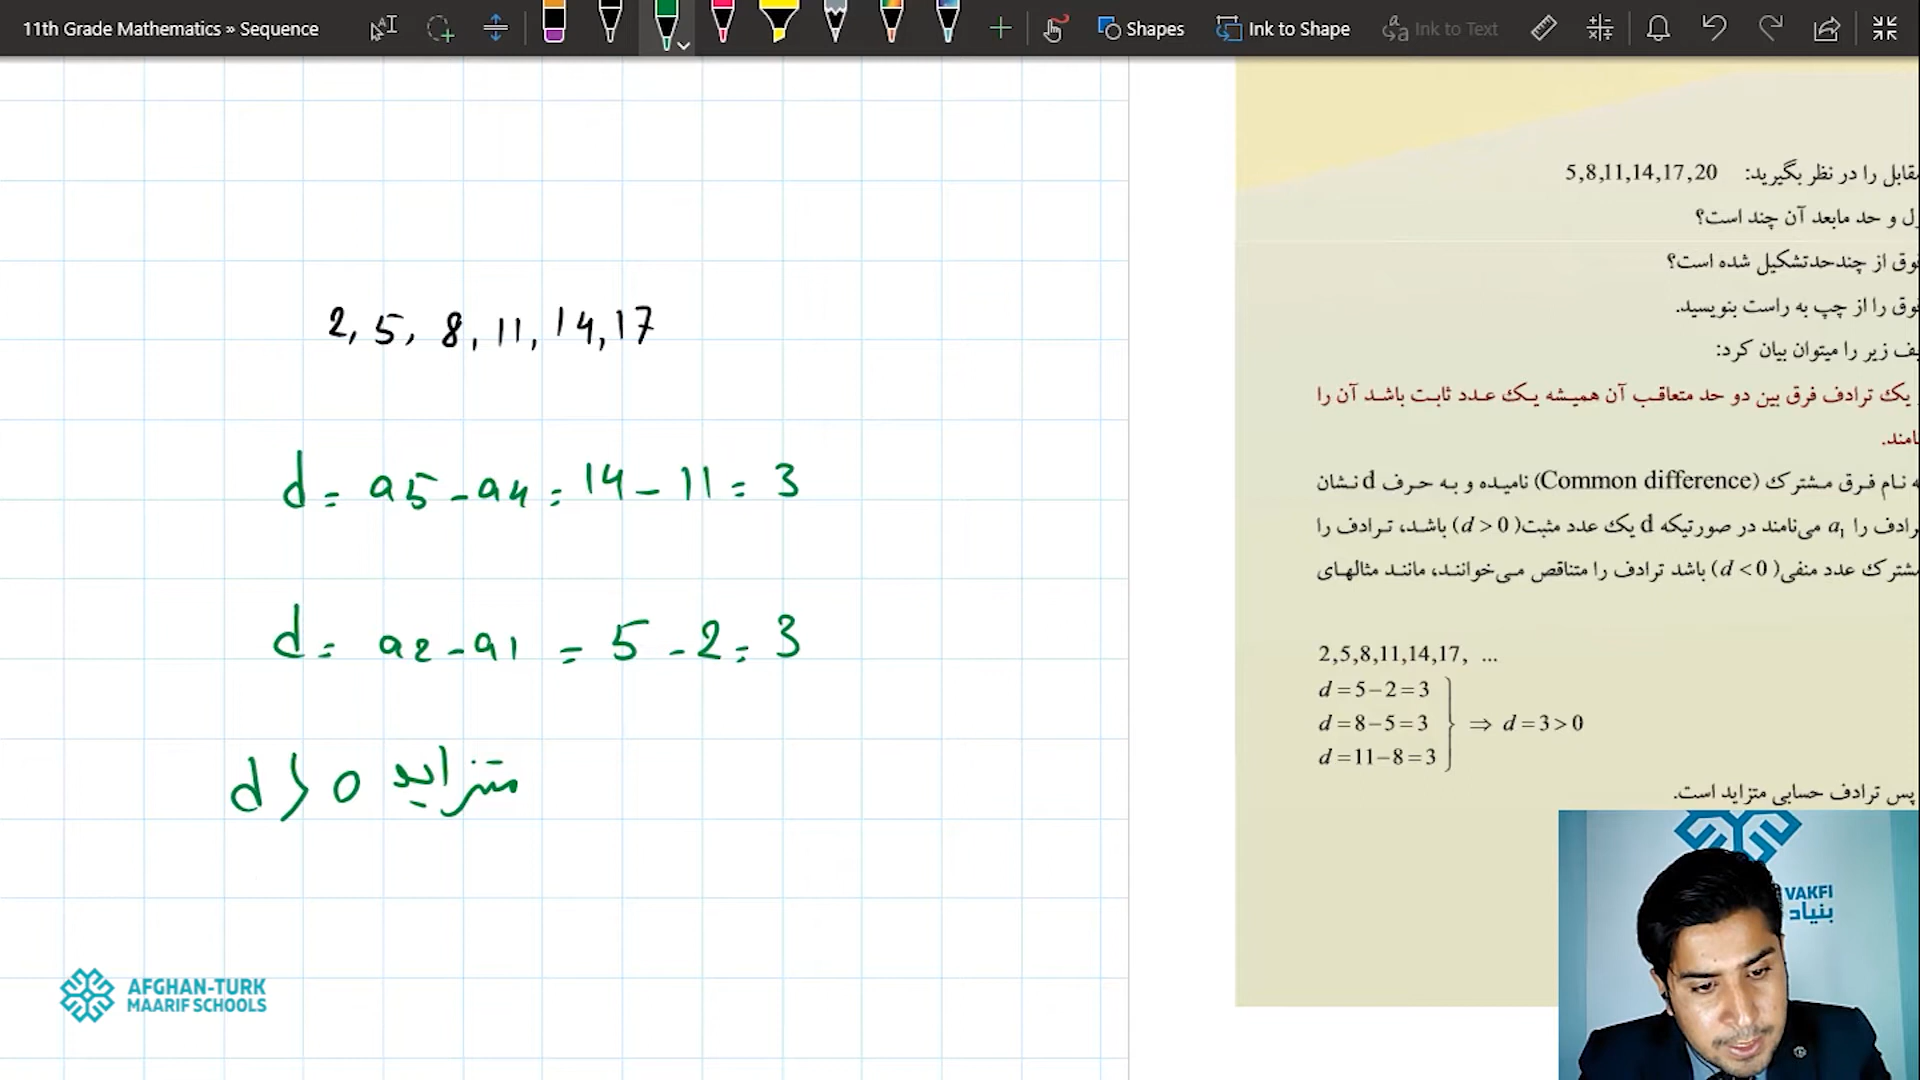 11th Grade Mathematics » Sequence
Shapes
Ink to Shape
Ink to Text
2, 5, 8, 11, 14, 17
d = a5 - a4 = 14 - 11 = 3
d = a2 - a1 = 5 - 2 = 3
d > 0 متزاید
AFGHAN-TURK
MAARIF SCHOOLS
مقابل را در نظر بگیرید: 5,8,11,14,17,20
ل و حد مابعد آن چند است؟
وق از چندحدتشکیل شده است؟
وق را از چپ به راست بنویسید.
یف زیر را میتوان بیان کرد:
یک ترادف فرق بین دو حد متعاقب آن همیشه یک عدد ثابت باشد آن را
امند.
ه نام فرق مشترک (Common difference) نامیده و به حرف d نشان
رادف را a₁ می‌نامند در صورتیکه d یک عدد مثبت (d > 0) باشد، ترادف را
شترک عدد منفی (d < 0) باشد ترادف را متناقص می‌خوانند، مانند مثالهای
2,5,8,11,14,17, ...
d = 5 − 2 = 3
d = 8 − 5 = 3 ⇒ d = 3 > 0
d = 11 − 8 = 3
پس ترادف حسابی متزاید است.
VAKFI
بنیاد